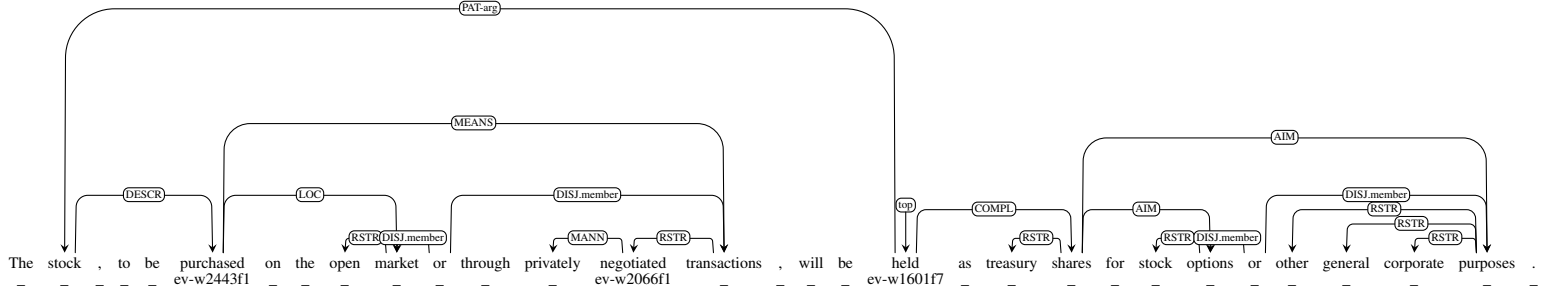 PAT-arg
MEANS
AIM
DESCR LOC DISJ.member DISJ.member
top COMPL AIM RSTR
RSTR
RSTR DISJ.member MANN RSTR RSTR RSTR DISJ.member RSTR
The stock , to be purchased on the open market or through privately negotiated transactions , will be held as treasury shares for stock options or other general corporate purposes .
_ _ _ _ _ ev-w2443f1 _ _ _ _ _ _ _ ev-w2066f1 _ _ _ _ ev-w1601f7 _ _ _ _ _ _ _ _ _ _ _ _